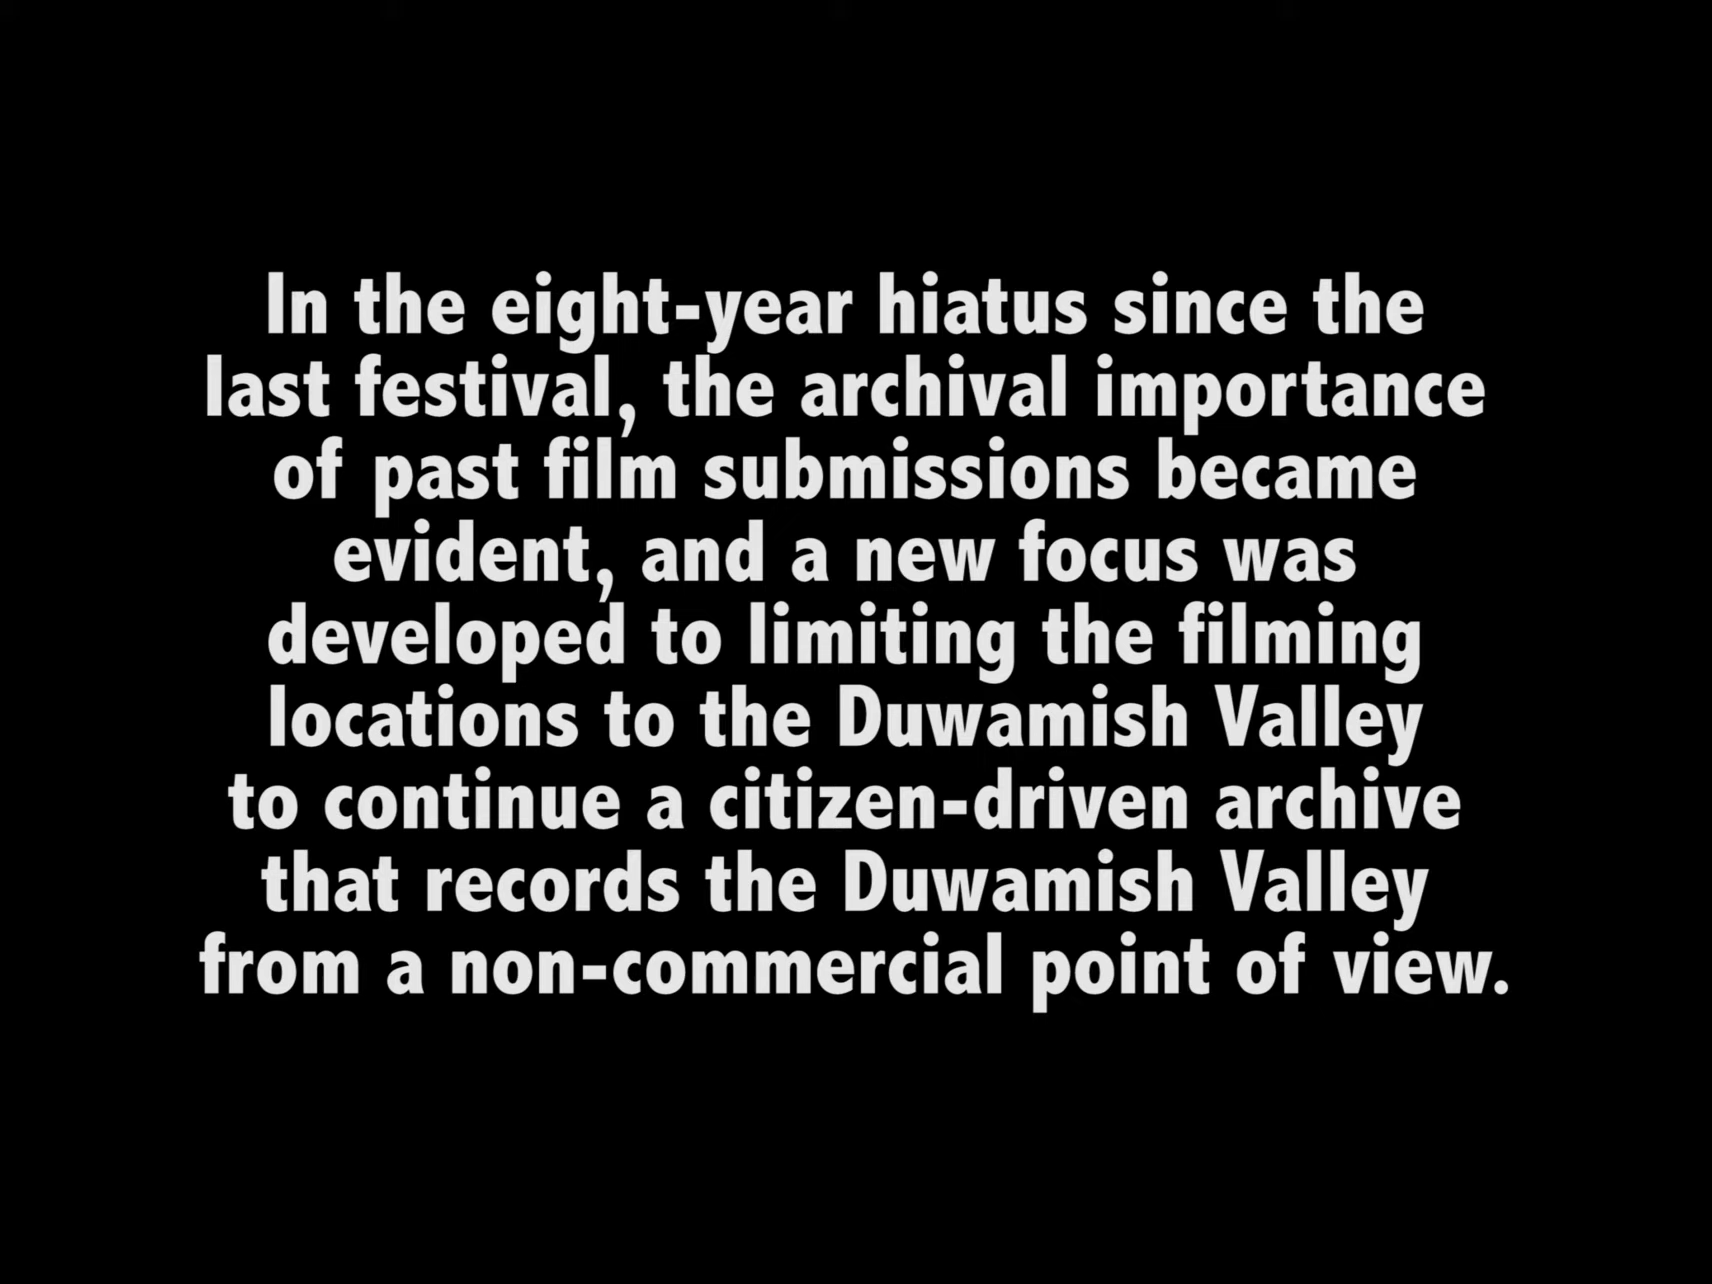 In the eight-year hiatus since the
last festival, the archival importance
of past film submissions became
evident, and a new focus was
developed to limiting the filming
locations to the Duwamish Valley
to continue a citizen-driven archive
that records the Duwamish Valley
from a non-commercial point of view.